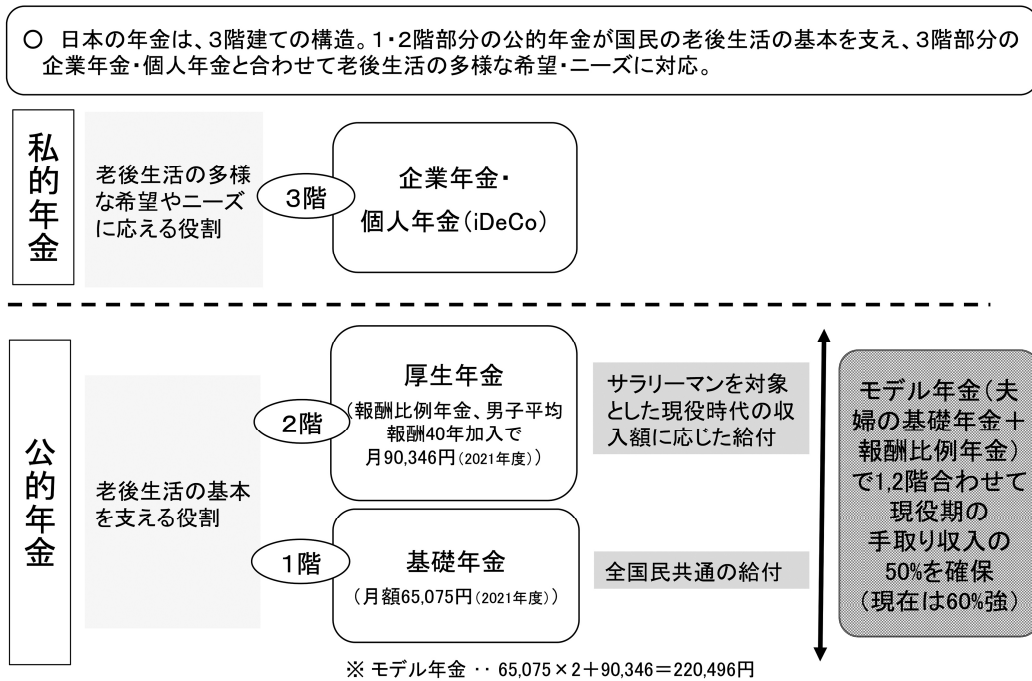 ○ 日本の年金は、3階建ての構造。1・2階部分の公的年金が国民の老後生活の基本を支え、3階部分の
企業年金・個人年金と合わせて老後生活の多様な希望・ニーズに対応。
私的年金
老後生活の多様
な希望やニーズ
に応える役割
3階
企業年金・
個人年金(iDeCo)
公的年金
老後生活の基本
を支える役割
2階
厚生年金
(報酬比例年金、男子平均
報酬40年加入で
月90,346円(2021年度))
サラリーマンを対象
とした現役時代の収
入額に応じた給付
1階
基礎年金
(月額65,075円(2021年度))
全国民共通の給付
モデル年金(夫
婦の基礎年金+
報酬比例年金)
で1,2階合わせて
現役期の
手取り収入の
50%を確保
(現在は60%強)
※ モデル年金 ‥ 65,075×2+90,346=220,496円